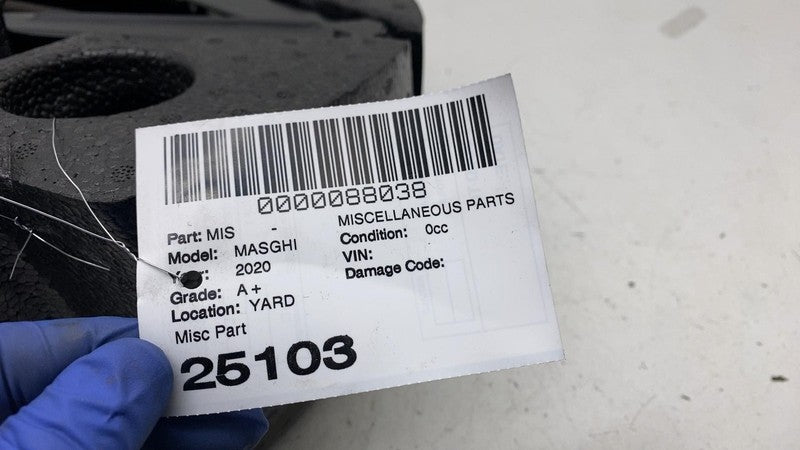 0000088038
Part: MIS - MISCELLANEOUS PARTS
Model: MASGHI Condition: 0cc
2020 VIN:
Grade: A+ Damage Code:
Location: YARD
Misc Part
25103